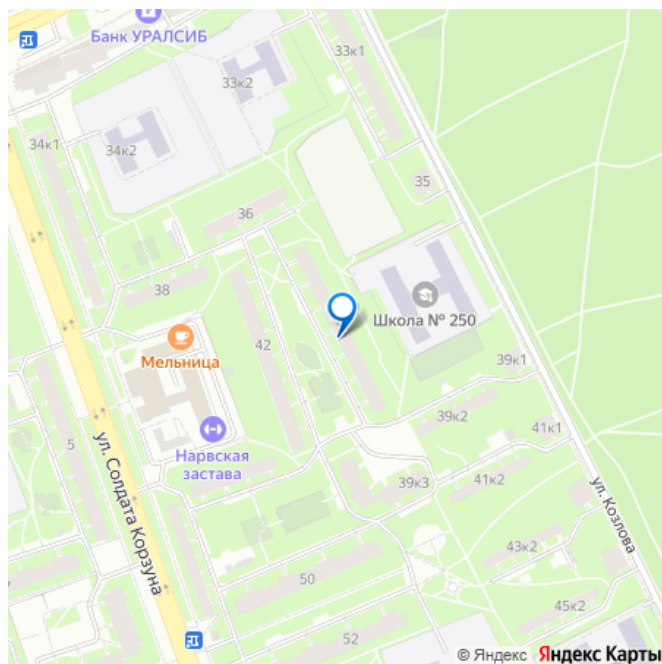 Банк УРАЛСИБ
33к1
33к2
34к1
34к2
35
36
38
Школа № 250
Мельница
42
39к1
5
39к2
41к1
Нарвская
застава
39к3
41к2
ул. Солдата Корзуна
ул. Козлова
43к2
50
45к2
52
© Яндекс Яндекс Карты